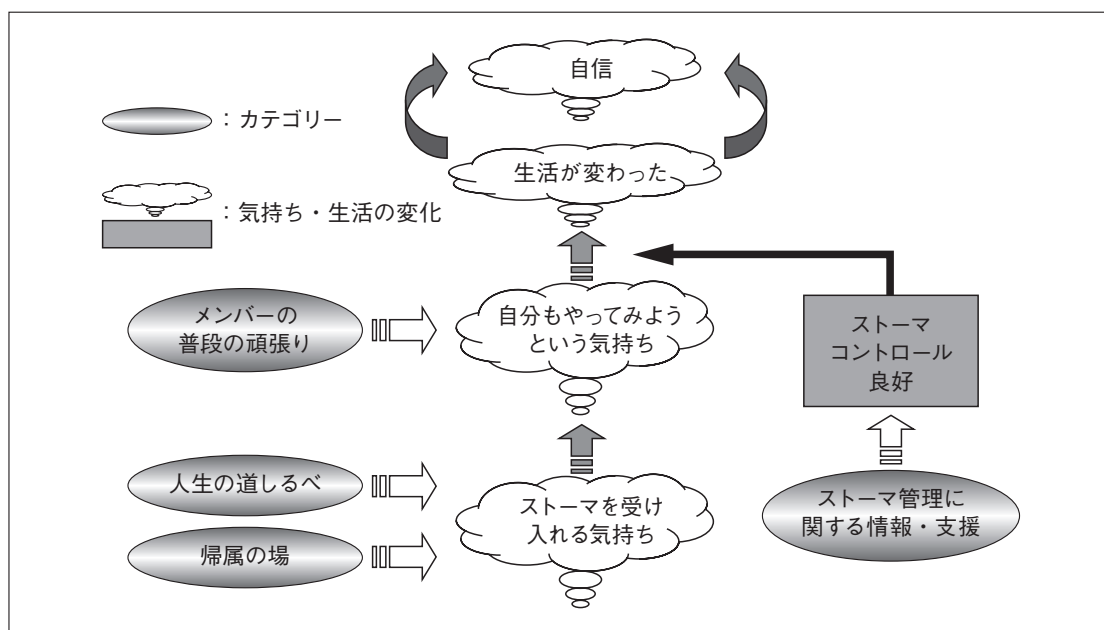 自信
：カテゴリー
生活が変わった
：気持ち・生活の変化
メンバーの
普段の頑張り
自分もやってみよう
という気持ち
ストーマ
コントロール
良好
人生の道しるべ
帰属の場
ストーマを受け
入れる気持ち
ストーマ管理に
関する情報・支援